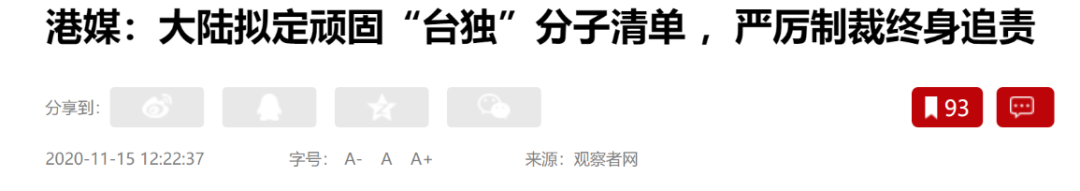 港媒：大陆拟定顽固“台独”分子清单，严厉制裁终身追责
分享到： 93
2020-11-15 12:22:37 字号： A- A A+ 来源：观察者网